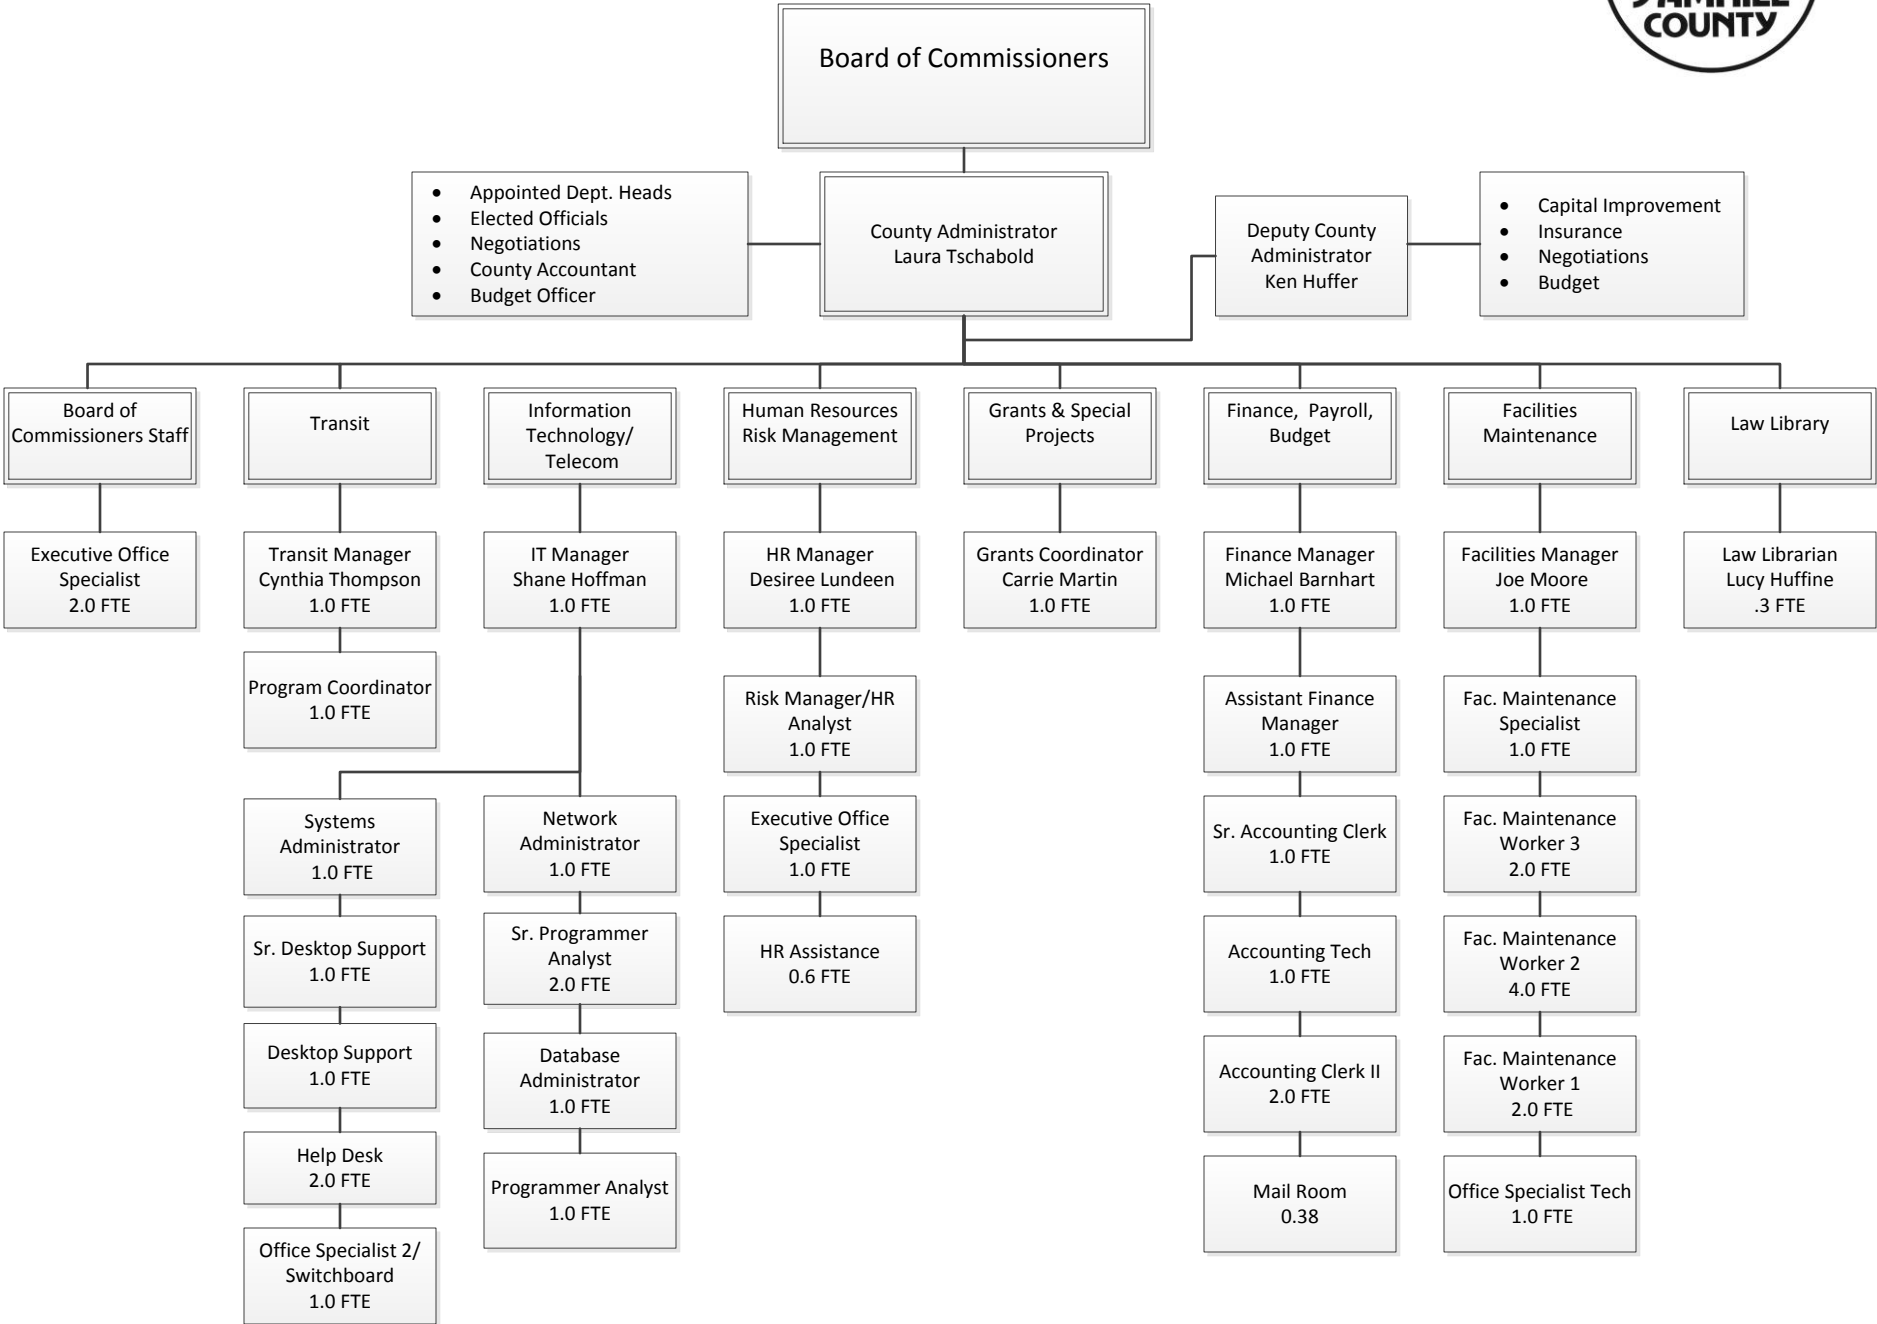 YAMHILL
COUNTY
Board of Commissioners
• Appointed Dept. Heads
• Elected Officials
• Negotiations
• County Accountant
• Budget Officer
County Administrator
Laura Tschabold
Deputy County
Administrator
Ken Huffer
• Capital Improvement
• Insurance
• Negotiations
• Budget
Board of
Commissioners Staff
Transit
Information
Technology/
Telecom
Human Resources
Risk Management
Grants & Special
Projects
Finance, Payroll,
Budget
Facilities
Maintenance
Law Library
Executive Office
Specialist
2.0 FTE
Transit Manager
Cynthia Thompson
1.0 FTE
IT Manager
Shane Hoffman
1.0 FTE
HR Manager
Desiree Lundeen
1.0 FTE
Grants Coordinator
Carrie Martin
1.0 FTE
Finance Manager
Michael Barnhart
1.0 FTE
Facilities Manager
Joe Moore
1.0 FTE
Law Librarian
Lucy Huffine
.3 FTE
Program Coordinator
1.0 FTE
Risk Manager/HR
Analyst
1.0 FTE
Assistant Finance
Manager
1.0 FTE
Fac. Maintenance
Specialist
1.0 FTE
Systems
Administrator
1.0 FTE
Network
Administrator
1.0 FTE
Executive Office
Specialist
1.0 FTE
Sr. Accounting Clerk
1.0 FTE
Fac. Maintenance
Worker 3
2.0 FTE
Sr. Desktop Support
1.0 FTE
Sr. Programmer
Analyst
2.0 FTE
HR Assistance
0.6 FTE
Accounting Tech
1.0 FTE
Fac. Maintenance
Worker 2
4.0 FTE
Desktop Support
1.0 FTE
Database
Administrator
1.0 FTE
Accounting Clerk II
2.0 FTE
Fac. Maintenance
Worker 1
2.0 FTE
Help Desk
2.0 FTE
Programmer Analyst
1.0 FTE
Mail Room
0.38
Office Specialist Tech
1.0 FTE
Office Specialist 2/
Switchboard
1.0 FTE